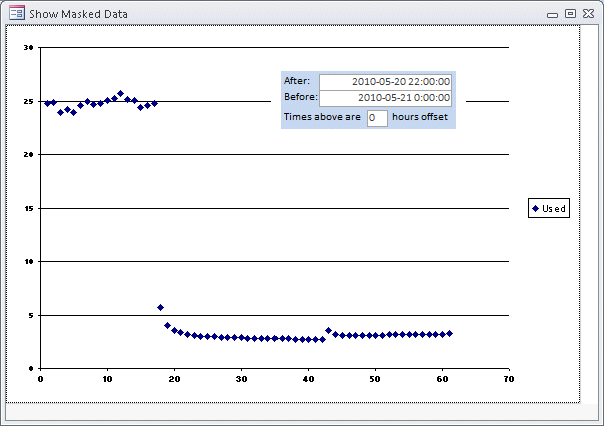 Show Masked Data
30
After: 2010-05-20 22:00:00
Before: 2010-05-21 0:00:00
25
Times above are 0 hours offset
20
15
Used
10
5
0
0 10 20 30 40 50 60 70